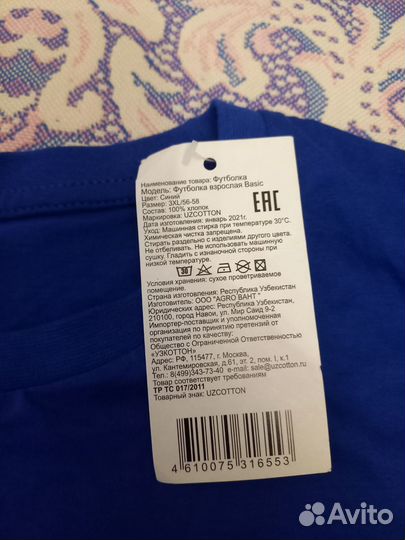 Наименование товара: Футболка
Модель: Футболка взрослая Basic
Цвет: Синий
Размер: 3XL/56-58
Состав: 100% хлопок
Маркировка: UZCOTTON
Дата изготовления: январь 2021г.
Уход: Машинная стирка при температуре 30°С.
Химическая чистка запрещена.
Стирать раздельно с изделиями другого цвета.
Не отбеливать. Не использовать машинную
сушку. Гладить с изнаночной стороны при
низкой температуре.
EAC
30
Условия хранения: сухое проветриваемое
помещение.
Страна изготовления: Республика Узбекистан
Изготовитель: ООО "AGRO ВАНТ "
Юридический адрес: Республика Узбекистан,
210100, город Навои, ул. Мир Саид 9-2
Импортер-поставщик и уполномоченная
организация по принятию претензий от
покупателей по качеству:
Общество с Ограниченной Ответственностью
«УЗКОТТОН»
Адрес: РФ, 115477, г. Москва,
ул. Кантемировская, д.61, эт. 2, пом. I, к.1
Тел.: 8(499)343-73-40 e-mail: sale@uzcotton.ru
Товар соответствует требованиям
ТР ТС 017/2011
Товарный знак: UZCOTTON
4 610075 316553
Avito